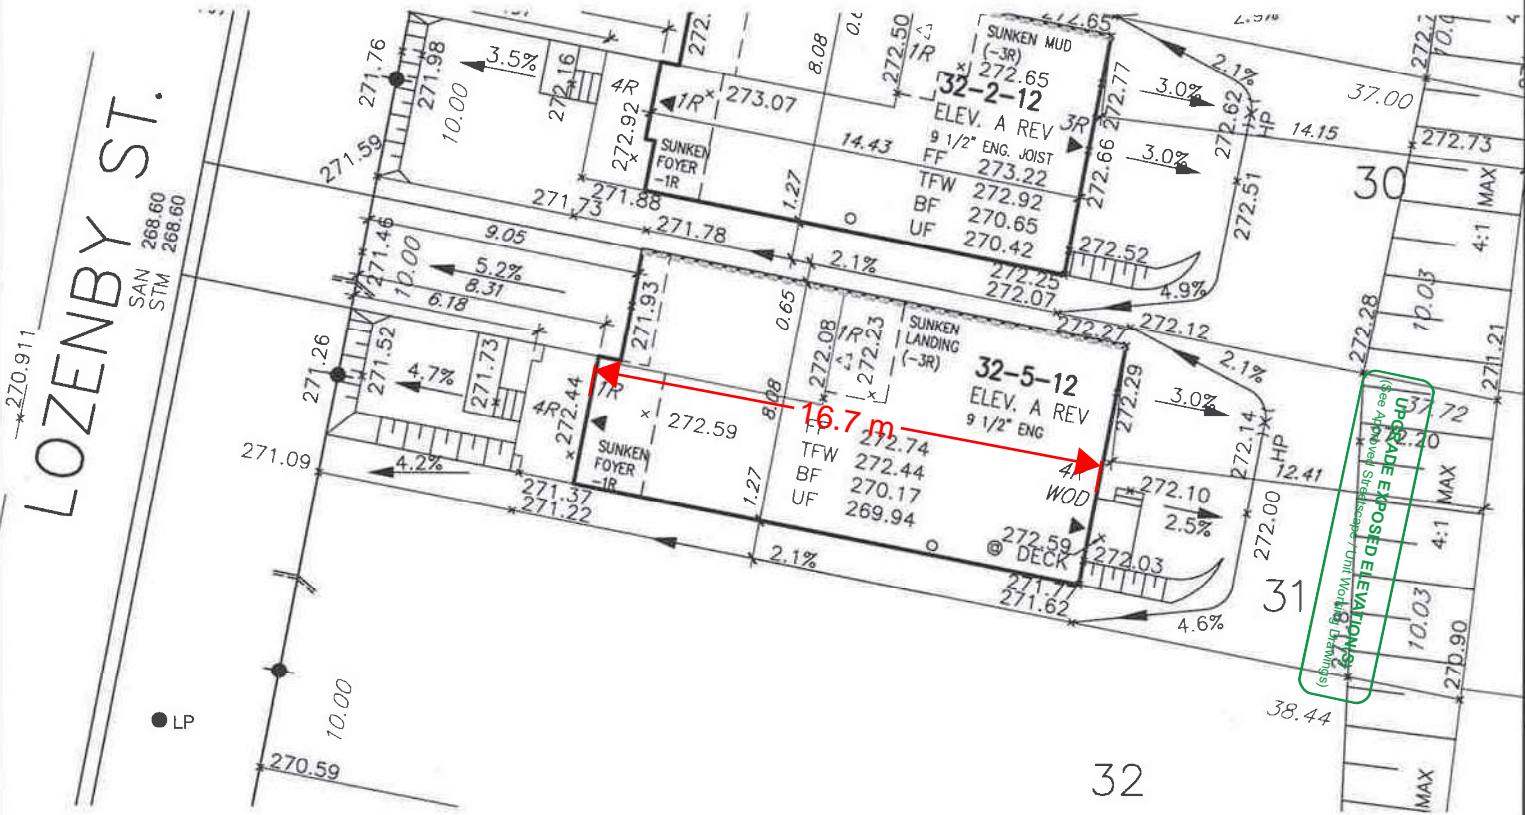 LOZENBY ST.
SAN 268.60
STM 268.60
270.911
271.76
271.98
10.00
3.5%
272.16
4R
272.92
271.59
1R
273.07
SUNKEN
FOYER
-1R
8.08
272.50
1R
SUNKEN MUD
(-3R)
272.65
272.65
32-2-12
ELEV. A REV
9 1/2" ENG. JOIST
FF 273.22
TFW 272.92
BF 270.65
UF 270.42
14.43
1.27
3R
272.77
272.66
3.0%
3.0%
2.1%
272.62
HP
272.51
37.00
14.15
272.73
30
MAX
4:1
271.73
271.88
271.78
2.1%
272.25
272.07
272.52
4.9%
271.46
10.00
9.05
5.2%
8.31
6.18
271.93
0.65
272.08
1R
272.23
SUNKEN
LANDING
(-3R)
32-5-12
ELEV. A REV
9 1/2" ENG
272.27
272.12
272.28
10.03
271.21
2.1%
272.29
3.0%
272.14
HP
12.41
37.72
271.26
271.52
4.7%
271.73
4R
272.44
1R
272.59
SUNKEN
FOYER
-1R
8.08
16.7 m
FF 272.74
TFW 272.44
BF 270.17
UF 269.94
WOD
272.59
@ DECK
272.10
2.5%
272.00
272.03
271.09
4.2%
271.37
271.22
1.27
2.1%
271.77
271.62
4.6%
31
UPGRADE EXPOSED ELEVATION(S)
(See Approved Streetscape / Unit Working Drawings)
MAX
4:1
10.03
270.90
38.44
LP
10.00
270.59
32
MAX